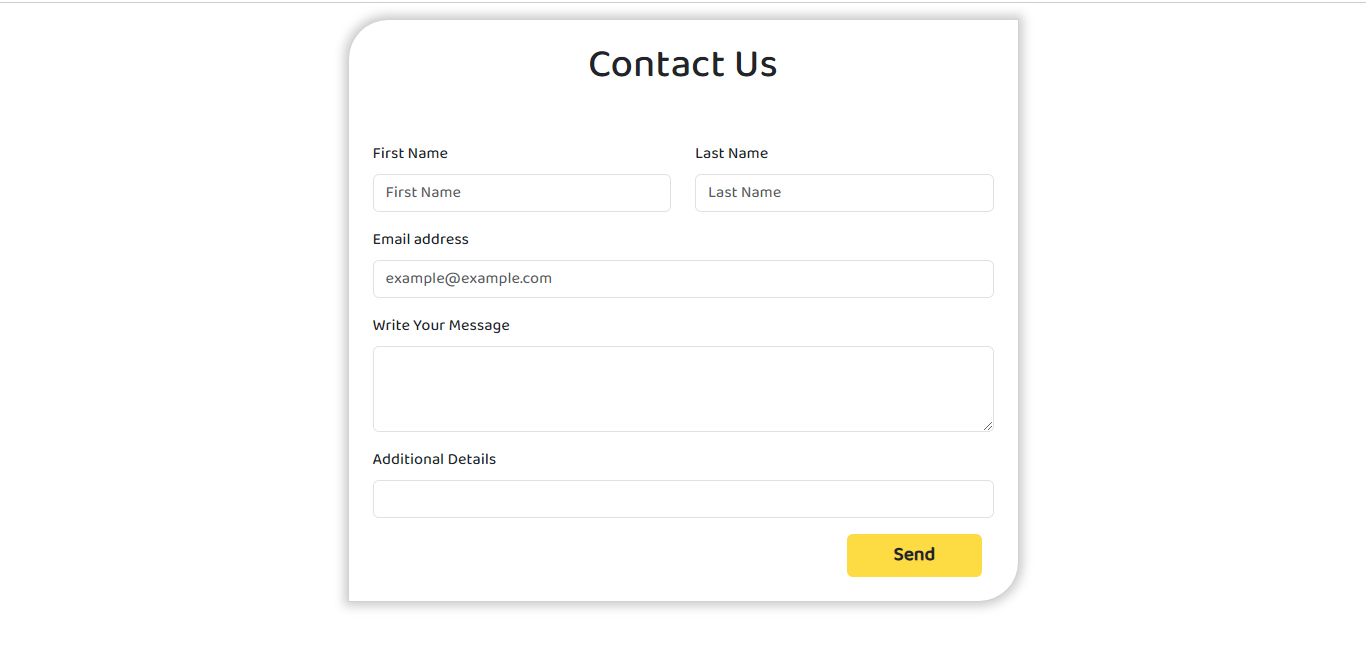 Contact Us
First Name Last Name
First Name Last Name
Email address
example@example.com
Write Your Message
Additional Details
Send